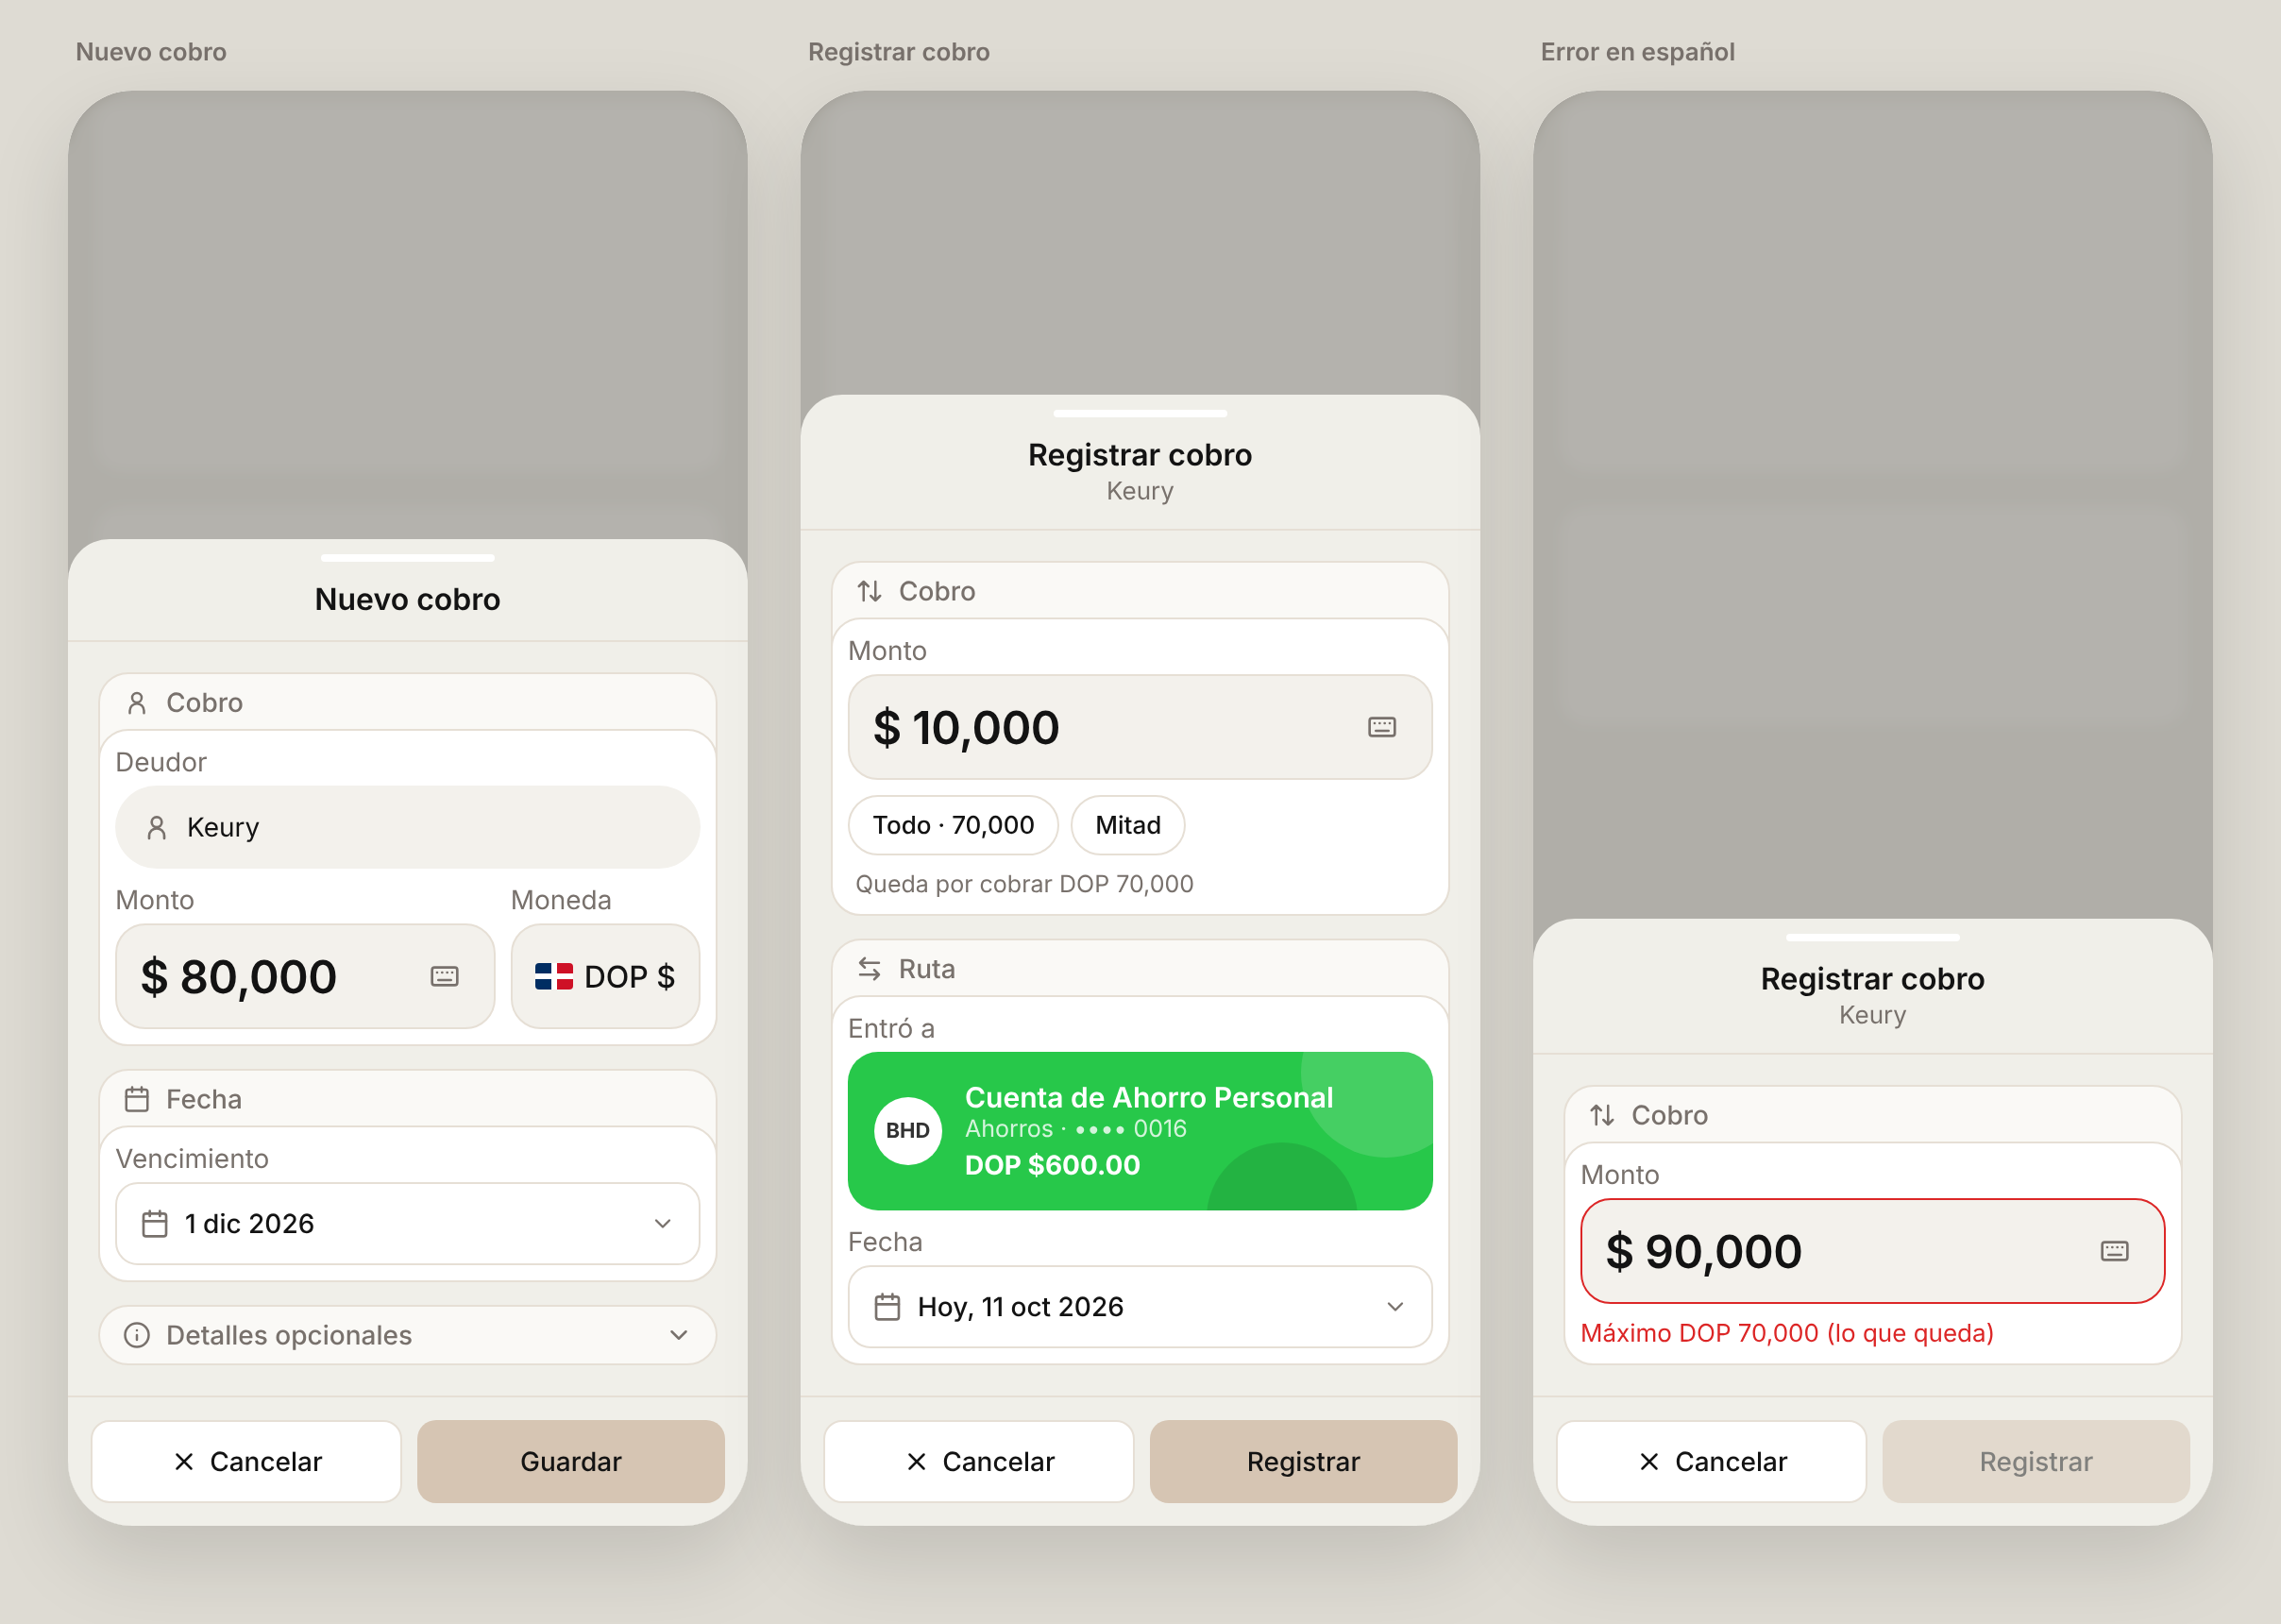 Nuevo cobro
Nuevo cobro
Cobro
Deudor
Keury
Monto
Moneda
$ 80,000
DOP $
Fecha
Vencimiento
1 dic 2026
Detalles opcionales
Cancelar
Guardar
Registrar cobro
Registrar cobro
Keury
Cobro
Monto
$ 10,000
Todo · 70,000
Mitad
Queda por cobrar DOP 70,000
Ruta
Entró a
BHD
Cuenta de Ahorro Personal
Ahorros · •••• 0016
DOP $600.00
Fecha
Hoy, 11 oct 2026
Cancelar
Registrar
Error en español
Registrar cobro
Keury
Cobro
Monto
$ 90,000
Máximo DOP 70,000 (lo que queda)
Cancelar
Registrar